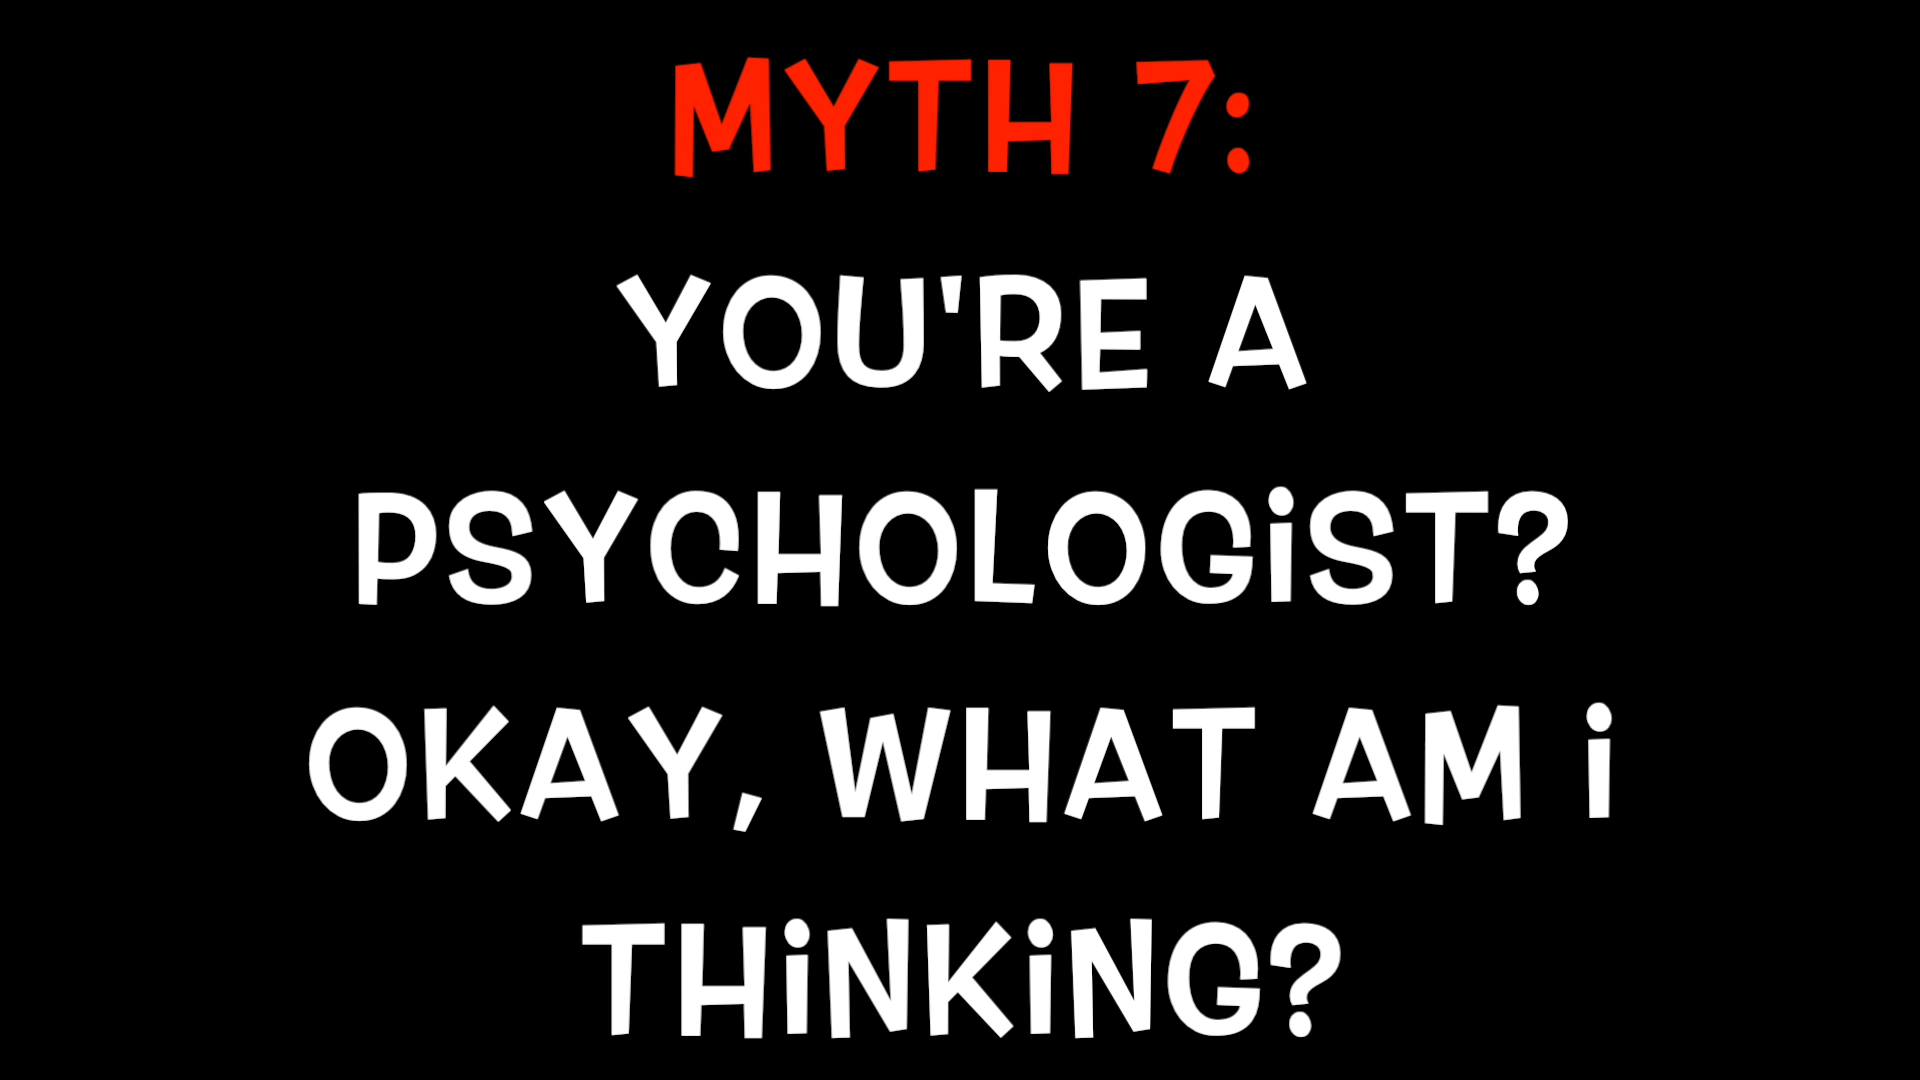 MYTH 7:
YOU'RE A
PSYCHOLOGiST?
OKAY, WHAT AM i
THiNKiNG?